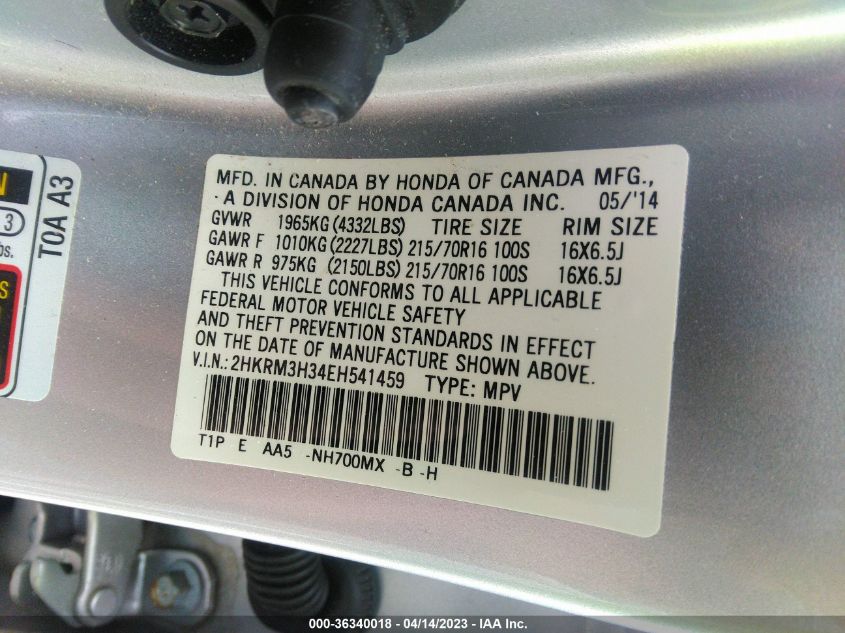 MFD. IN CANADA BY HONDA OF CANADA MFG.,
A DIVISION OF HONDA CANADA INC. 05/'14
GVWR 1965KG (4332LBS) TIRE SIZE RIM SIZE
GAWR F 1010KG (2227LBS) 215/70R16 100S 16X6.5J
GAWR R 975KG (2150LBS) 215/70R16 100S 16X6.5J
THIS VEHICLE CONFORMS TO ALL APPLICABLE
FEDERAL MOTOR VEHICLE SAFETY
AND THEFT PREVENTION STANDARDS IN EFFECT
ON THE DATE OF MANUFACTURE SHOWN ABOVE.
V.I.N.: 2HKRM3H34EH541459 TYPE: MPV
T1P E AA5 -NH700MX -B -H
N
3
bs.
S
T0A A3
000-36340018 - 04/14/2023 - IAA Inc.